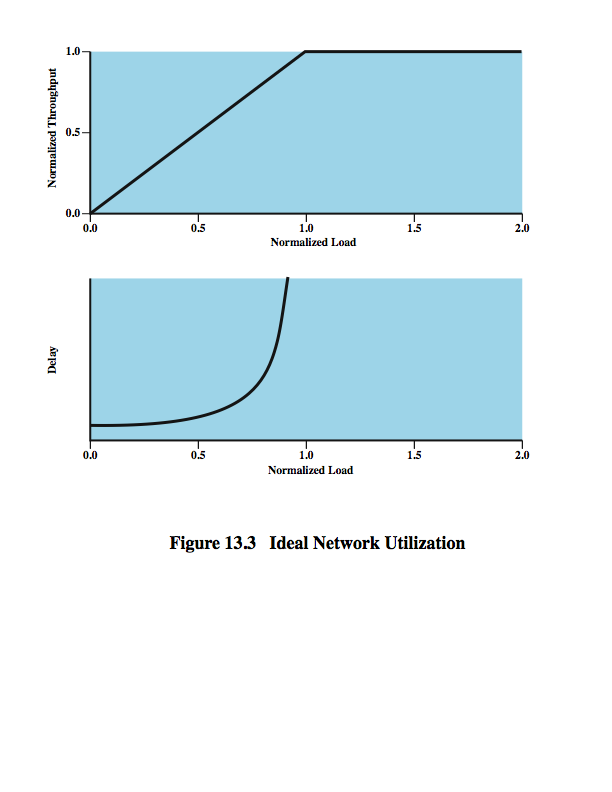 Normalized Throughput
1.0
0.5
0.0
0.0 0.5 1.0 1.5 2.0
Normalized Load
Delay
0.0 0.5 1.0 1.5 2.0
Normalized Load
Figure 13.3 Ideal Network Utilization